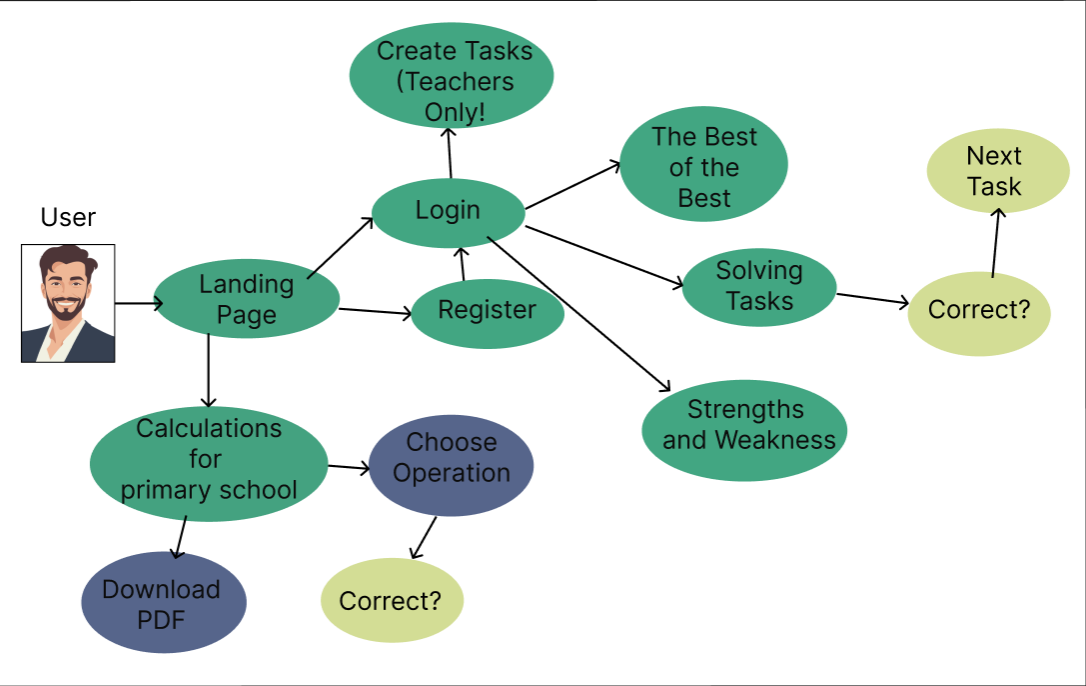 Create Tasks
(Teachers
Only!
The Best
of the
Best
Next
Task
Login
User
Solving
Tasks
Landing
Page
Register
Correct?
Strengths
and Weakness
Calculations
for
primary school
Choose
Operation
Download
PDF
Correct?